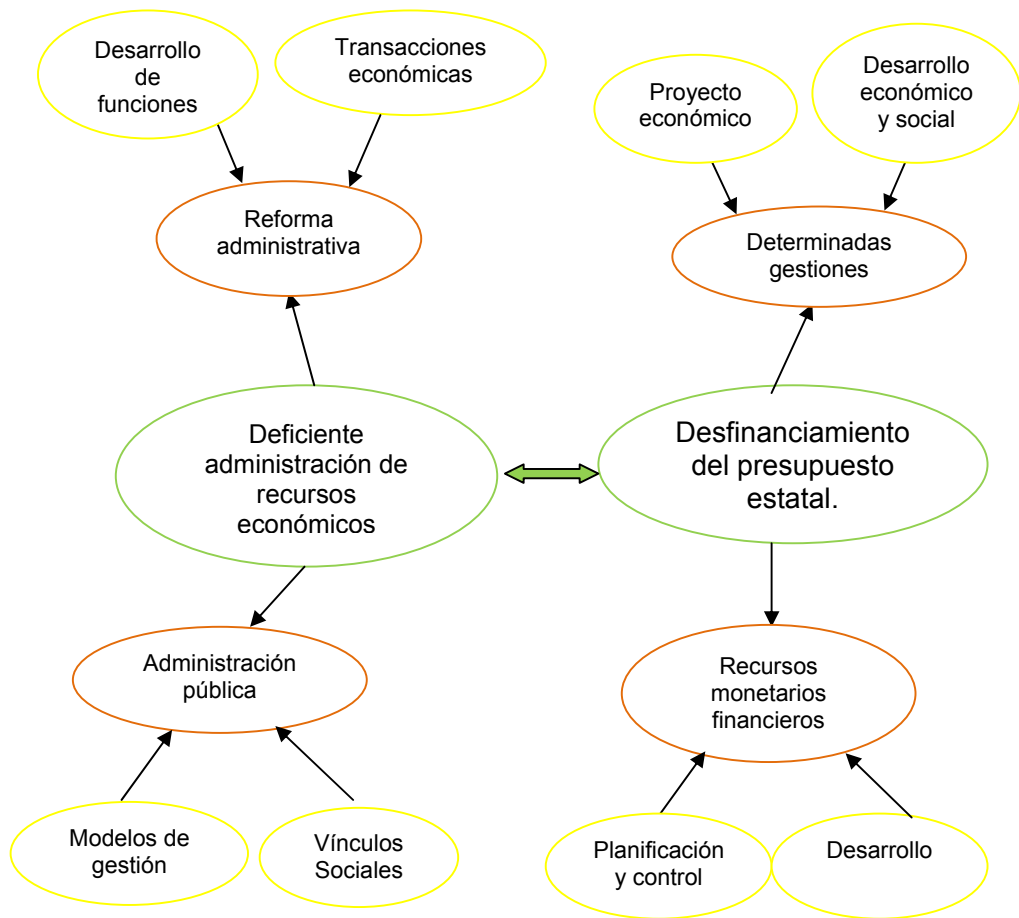 Desarrollo
de
funciones
Transacciones
económicas
Proyecto
económico
Desarrollo
económico
y social
Reforma
administrativa
Determinadas
gestiones
Deficiente
administración de
recursos
económicos
Desfinanciamiento
del presupuesto
estatal.
Administración
pública
Recursos
monetarios
financieros
Modelos de
gestión
Vínculos
Sociales
Planificación
y control
Desarrollo